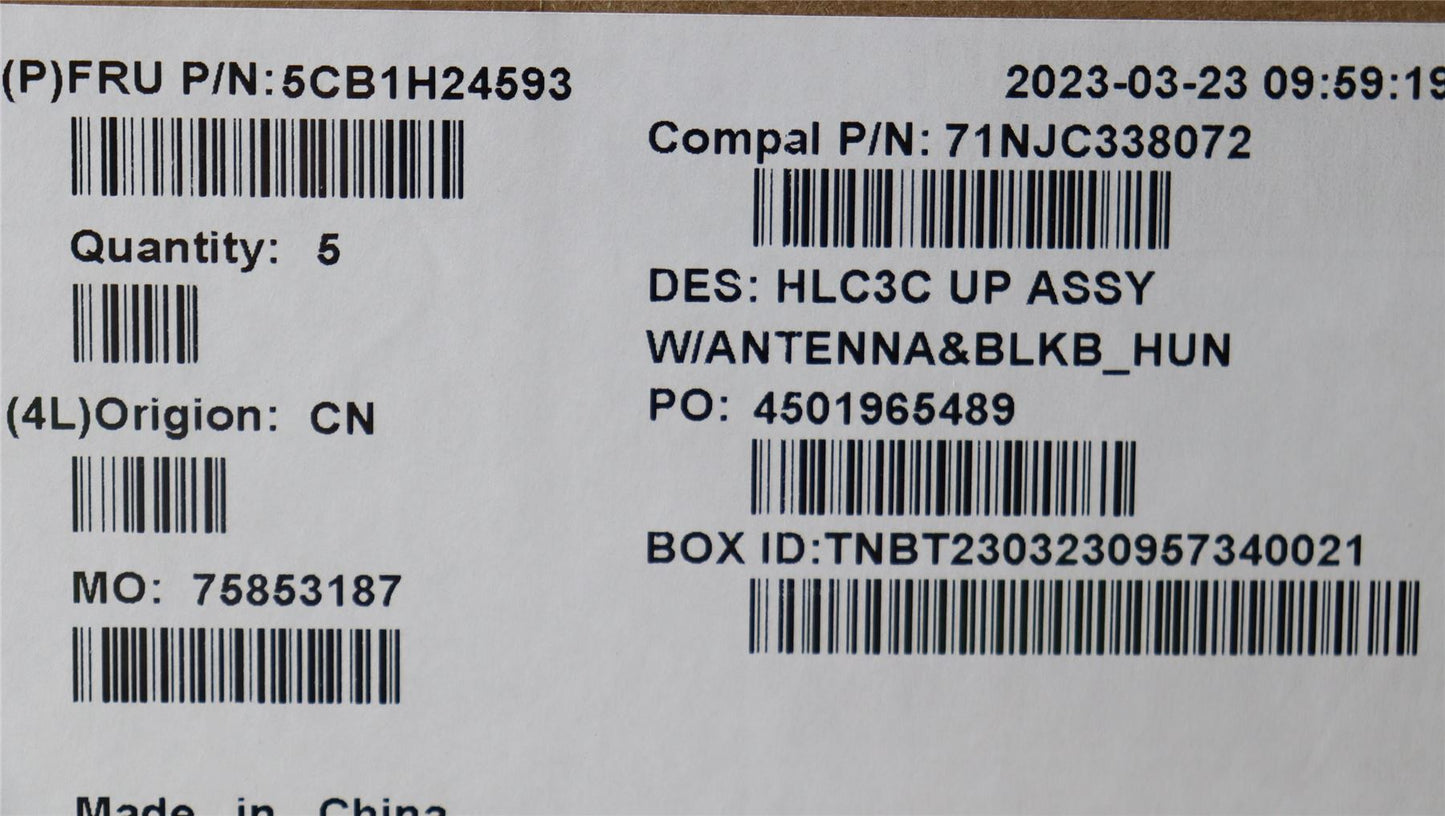 (P)FRU P/N:5CB1H24593
2023-03-23 09:59:19
Compal P/N: 71NJC338072
Quantity: 5
DES: HLC3C UP ASSY
W/ANTENNA&BLKB_HUN
(4L)Origion: CN
PO: 4501965489
BOX ID:TNBT2303230957340021
MO: 75853187
Made in China